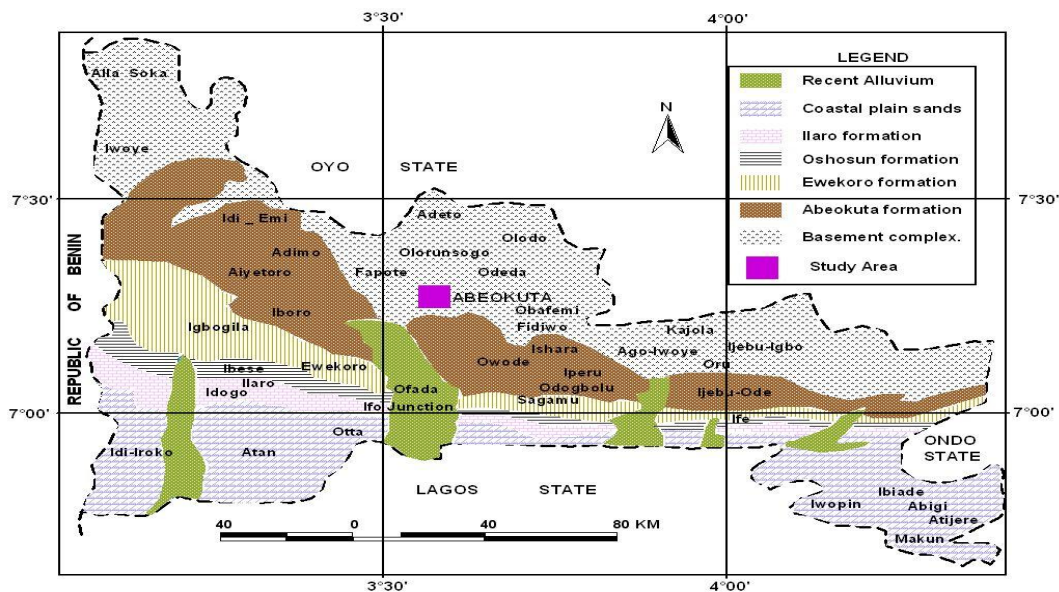 3°30'
4°00'
Alla Soka
LEGEND
Recent Alluvium
Coastal plain sands
N
Ilaro formation
Iwoye
OYO STATE
Oshosun formation
Ewekoro formation
7°30'
7°30'
Adeto
Abeokuta formation
Idi _ Emi
Olodo
Basement complex.
Adimo
Olorunsogo
Aiyetoro
Fapote
Odeda
Study Area
REPUBLIC OF BENIN
ABEOKUTA
Iboro
Obafemi
Igbogila
Fidiwo
Kajola
Ishara
Ago-Iwoye
Ijebu-Igbo
Ibese
Ewekoro
Owode
Oru
Iperu
Ilaro
Ofada
Odogbolu
Idogo
Sagamu
Ijebu-Ode
Ifo Junction
7°00'
7°00'
Ife
Otta
Idi-Iroko
Atan
ONDO
STATE
LAGOS STATE
Ibiade
Iwopin
Abigi
Atijere
40 0 40 80 KM
Makun
3°30'
4°00'